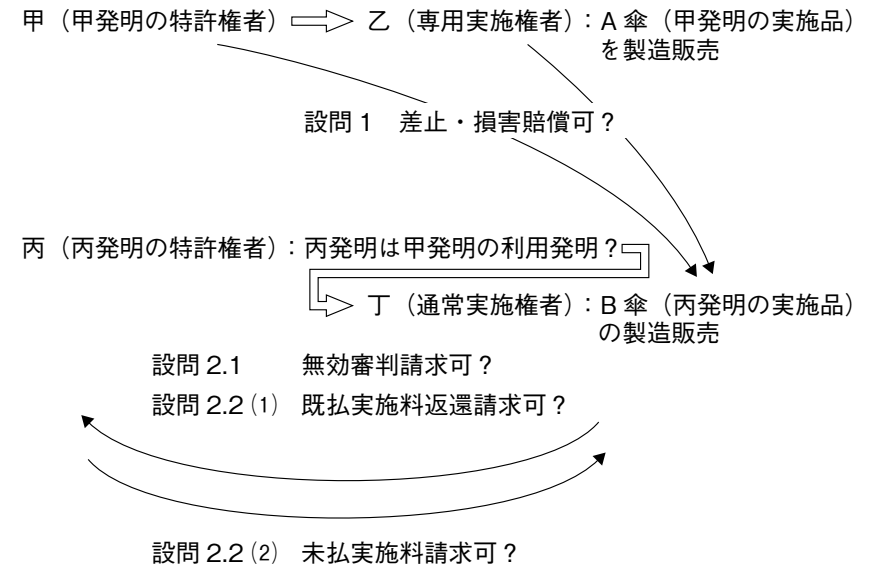 甲（甲発明の特許権者） 乙（専用実施権者）：A 傘（甲発明の実施品）
を製造販売
設問 1　差止・損害賠償可？
丙（丙発明の特許権者）：丙発明は甲発明の利用発明？
丁（通常実施権者）：B 傘（丙発明の実施品）
の製造販売
設問 2.1　無効審判請求可？
設問 2.2⑴　既払実施料返還請求可？
設問 2.2⑵　未払実施料請求可？